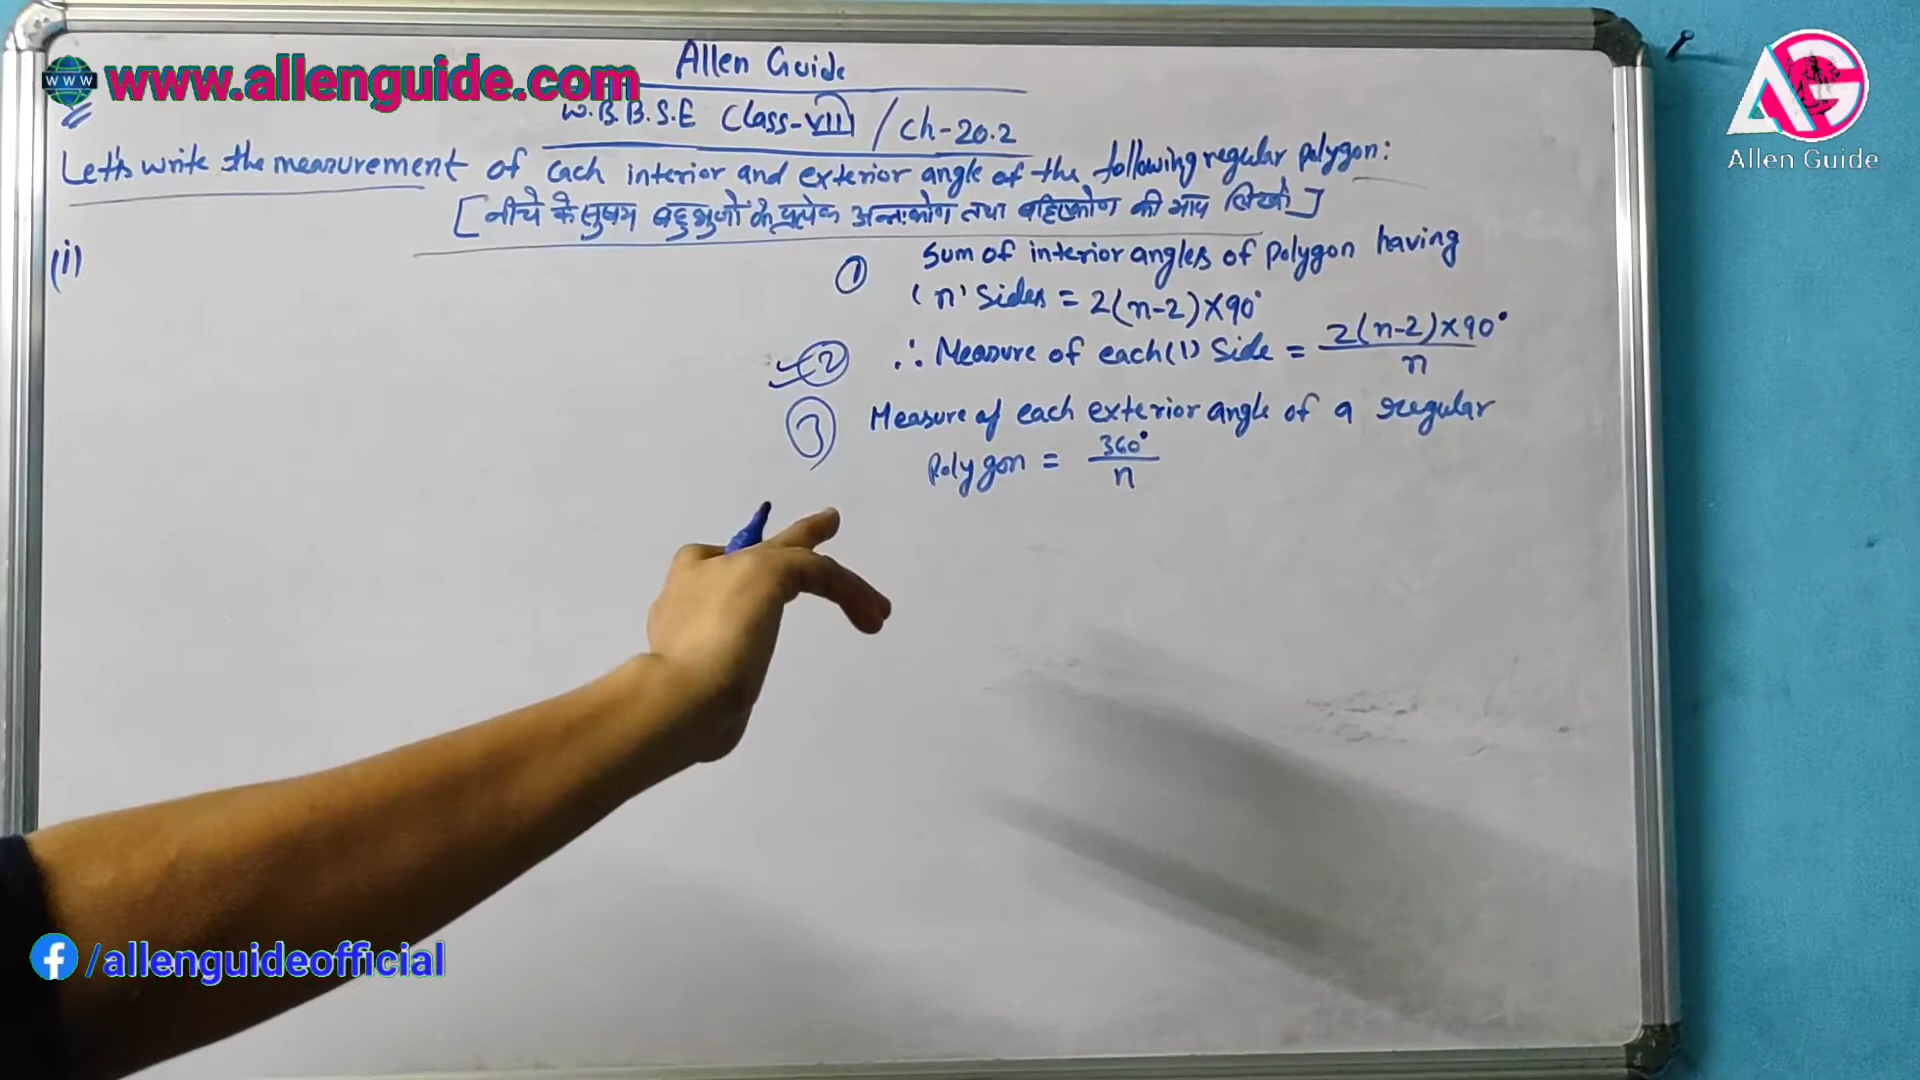 www.allenguide.com
Allen Guide
W.B.B.S.E Class-VIII / Ch-20.2
Let's write the measurement of each interior and exterior angle of the following regular polygon:
[नीचे के सुषम बहुभुजों के प्रत्येक अन्तःकोण तथा बहिष्कोण की माप लिखो]
(i)
① Sum of interior angles of polygon having
'n' Sides = 2(n-2)×90°
② ∴ Measure of each(1) Side = 2(n-2)×90° / n
③ Measure of each exterior angle of a regular
Polygon = 360° / n
AG
Allen Guide
/allenguideofficial